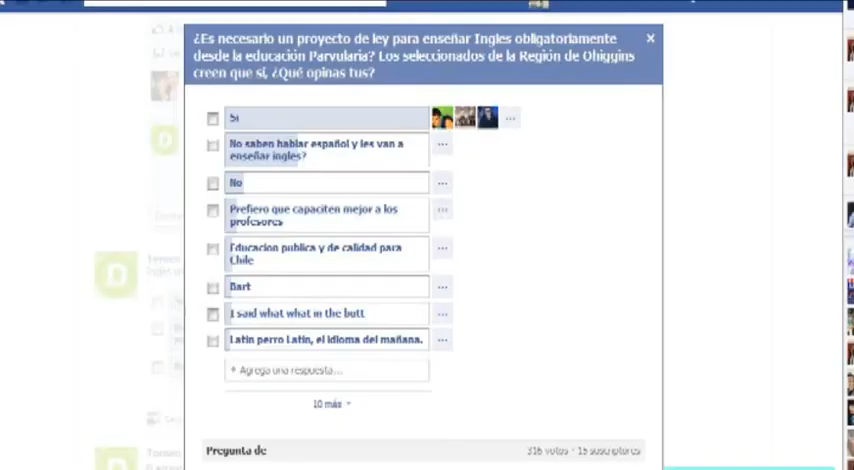 ¿Es necesario un proyecto de ley para enseñar Ingles obligatoriamente
desde la educación Parvularia? Los seleccionados de la Región de Ohiggins
creen que si, ¿Qué opinas tus?
Si
No saben hablar español y les van a
enseñar ingles?
No
Prefiero que capaciten mejor a los
profesores
Educacion publica y de calidad para
Chile
Bart
I said what what in the butt
Latin perro Latin, el idioma del mañana.
+ Agrega una respuesta...
10 más
Pregunta de
316 votos · 15 suscriptores